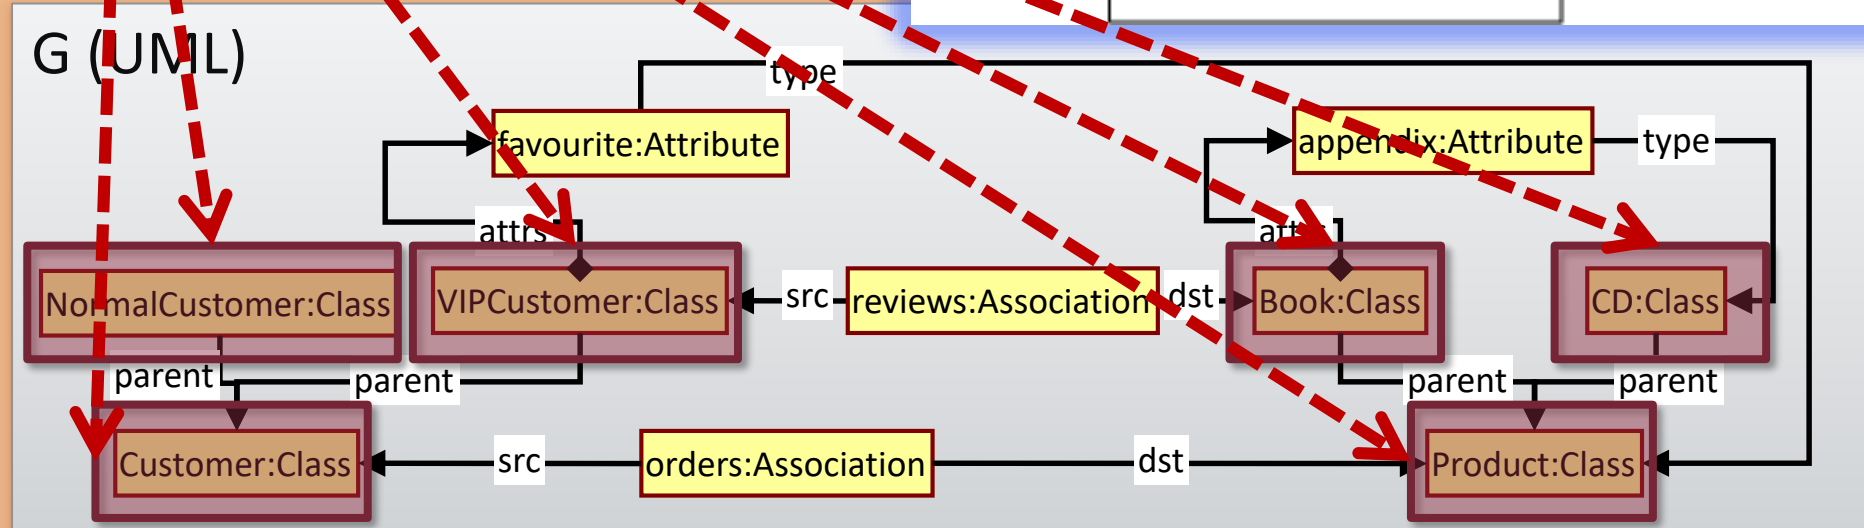 G (UML)
type
favourite:Attribute
appendix:Attribute
type
attrs
attrs
NormalCustomer:Class
VIPCustomer:Class
src
reviews:Association
dst
Book:Class
CD:Class
parent
parent
parent
parent
Customer:Class
src
orders:Association
dst
Product:Class